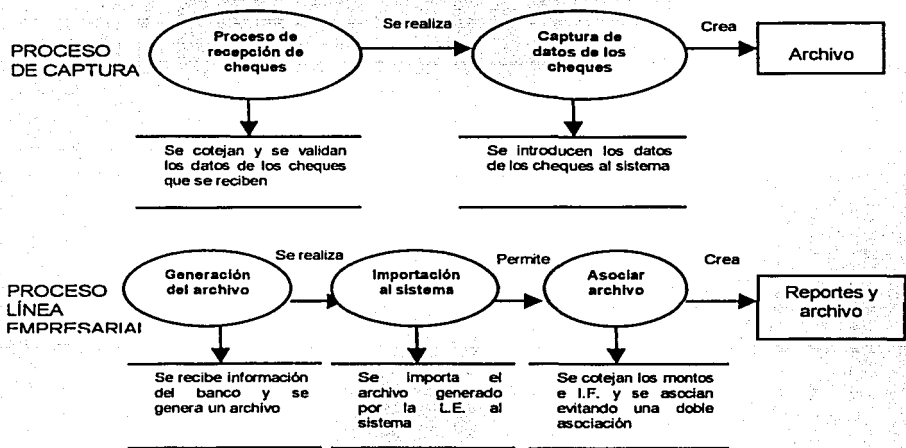 PROCESO
DE CAPTURA
Proceso de
recepción de
cheques
Se realiza
Captura de
datos de los
cheques
Crea
Archivo
Se cotejan y se validan
los datos de los cheques
que se reciben
Se introducen los datos
de los cheques al sistema
PROCESO
LÍNEA
EMPRESARIAL
Generación
del archivo
Se realiza
Importación
al sistema
Permite
Asociar
archivo
Crea
Reportes y
archivo
Se recibe información
del banco y se
genera un archivo
Se importa el
archivo generado
por la L.E. al
sistema
Se cotejan los montos
e I.F. y se asocian
evitando una doble
asociación